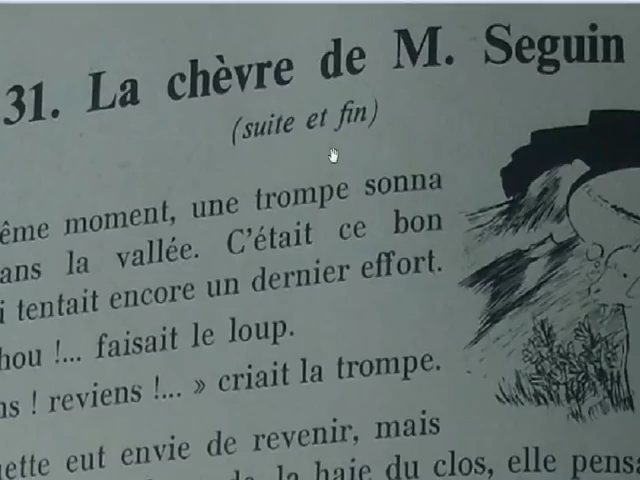 31. La chèvre de M. Seguin
(suite et fin)
ême moment, une trompe sonna
ans la vallée. C'était ce bon
i tentait encore un dernier effort.
hou !... faisait le loup.
ns ! reviens !... » criait la trompe.
uette eut envie de revenir, mais
la haie du clos, elle pensa